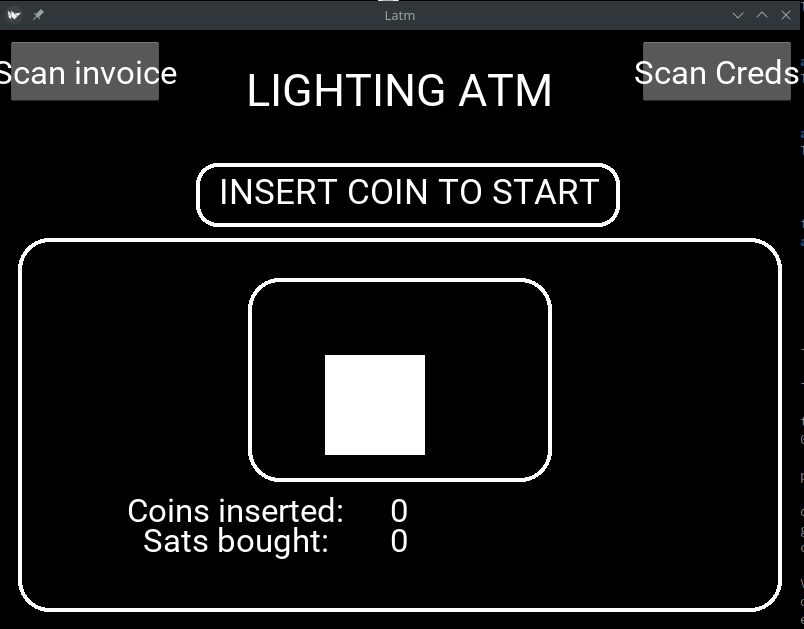 Latm
Scan invoice
LIGHTING ATM
Scan Creds
INSERT COIN TO START
Coins inserted: 0
Sats bought: 0